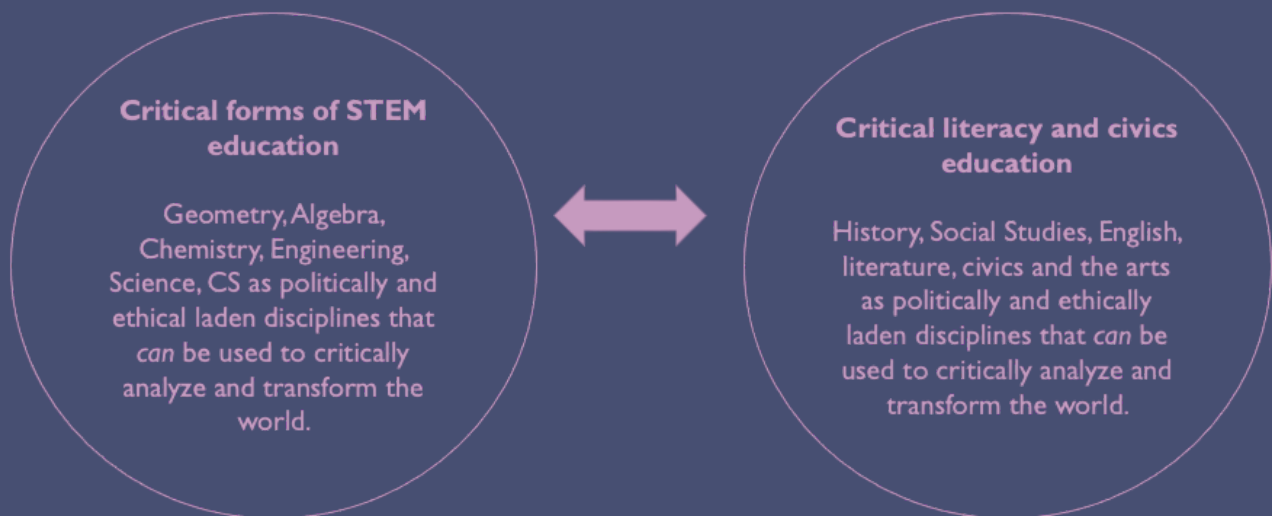 Critical forms of STEM
education
Geometry, Algebra,
Chemistry, Engineering,
Science, CS as politically and
ethical laden disciplines that
can be used to critically
analyze and transform the
world.
Critical literacy and civics
education
History, Social Studies, English,
literature, civics and the arts
as politically and ethically
laden disciplines that can be
used to critically analyze and
transform the world.